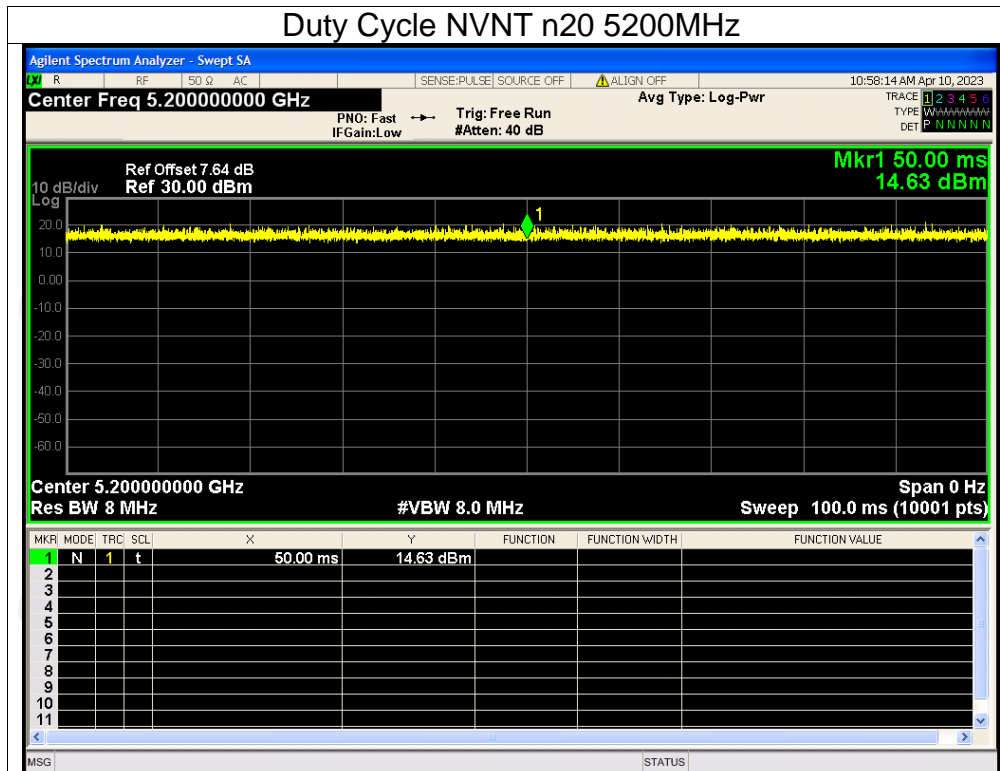 Duty Cycle NVNT n20 5200MHz
Agilent Spectrum Analyzer - Swept SA
LXI R RF 50 Ω AC SENSE:PULSE SOURCE OFF ALIGN OFF 10:58:14 AM Apr 10, 2023
Center Freq 5.200000000 GHz Avg Type: Log-Pwr TRACE 1 2 3 4 5 6
PNO: Fast Trig: Free Run TYPE WWWWWW
IFGain:Low #Atten: 40 dB DET P N N N N N
Mkr1 50.00 ms
Ref Offset 7.64 dB
10 dB/div Ref 30.00 dBm 14.63 dBm
Log
1
20.0
10.0
0.00
-10.0
-20.0
-30.0
-40.0
-50.0
-60.0
Center 5.200000000 GHz Span 0 Hz
Res BW 8 MHz #VBW 8.0 MHz Sweep 100.0 ms (10001 pts)
MKR MODE TRC SCL X Y FUNCTION FUNCTION WIDTH FUNCTION VALUE
1 N 1 t 50.00 ms 14.63 dBm
2
3
4
5
6
7
8
9
10
11
MSG STATUS